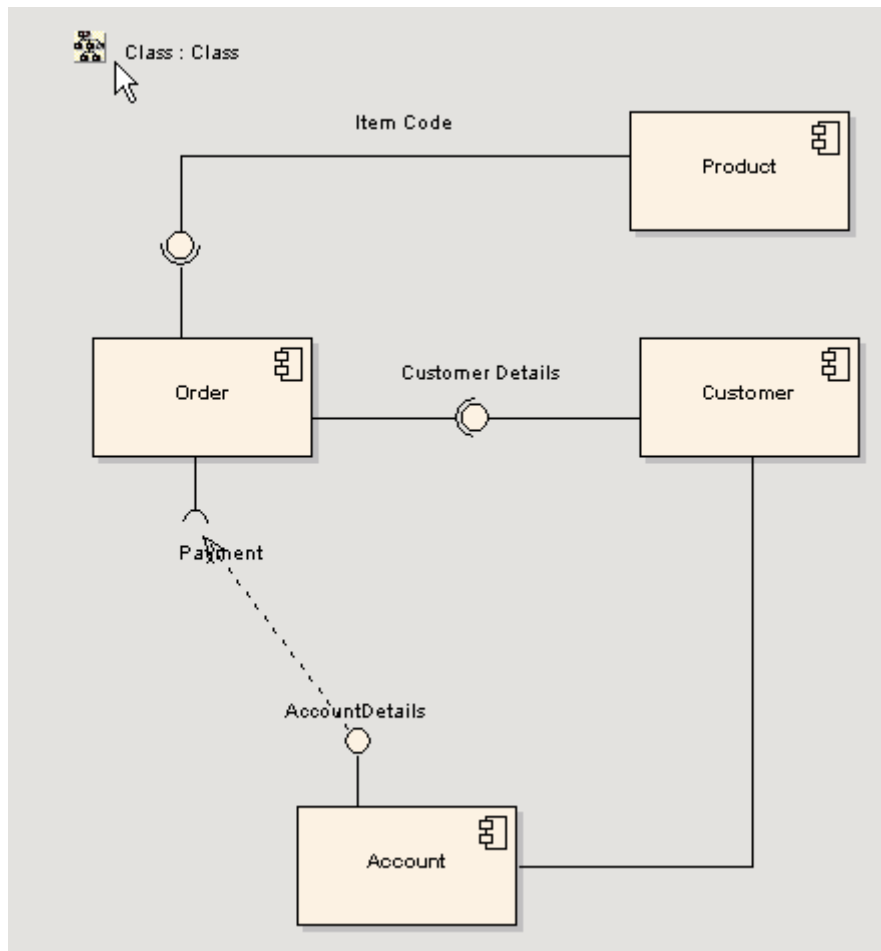 Class : Class
Item Code
Product
Order
Customer Details
Customer
Payment
AccountDetails
Account